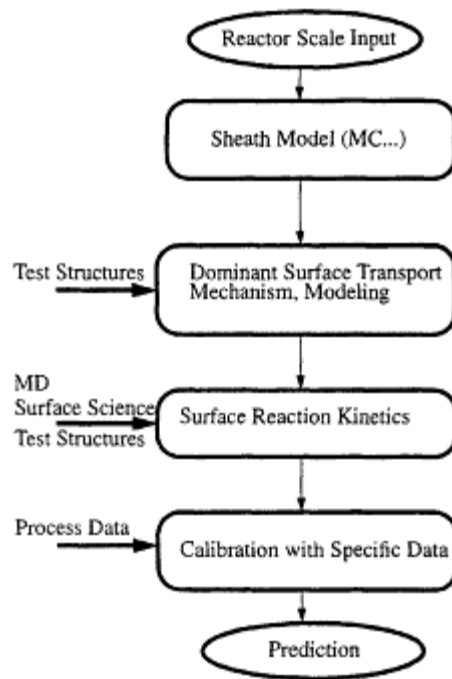 Reactor Scale Input
Sheath Model (MC...)
Test Structures
Dominant Surface Transport
Mechanism, Modeling
MD
Surface Science
Test Structures
Surface Reaction Kinetics
Process Data
Calibration with Specific Data
Prediction